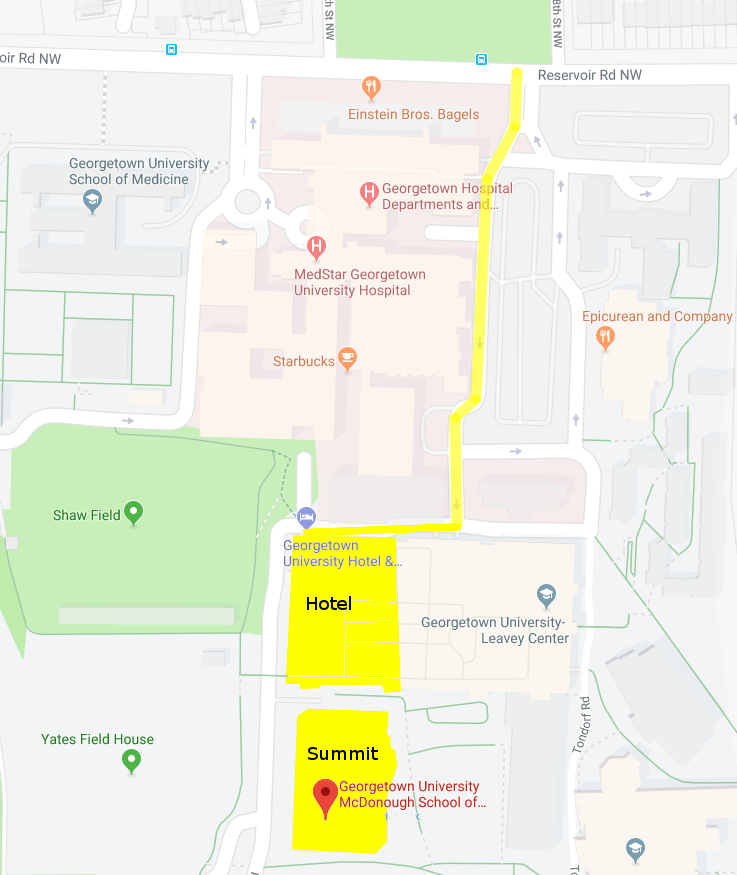 h St NW
8th St NW
oir Rd NW
Reservoir Rd NW
Einstein Bros. Bagels
Georgetown University
School of Medicine
Georgetown Hospital
Departments and...
MedStar Georgetown
University Hospital
Epicurean and Company
Starbucks
Shaw Field
Georgetown
University Hotel &...
Hotel
Georgetown University-
Leavey Center
Tondorf Rd
Yates Field House
Summit
Georgetown University
McDonough School of...
To